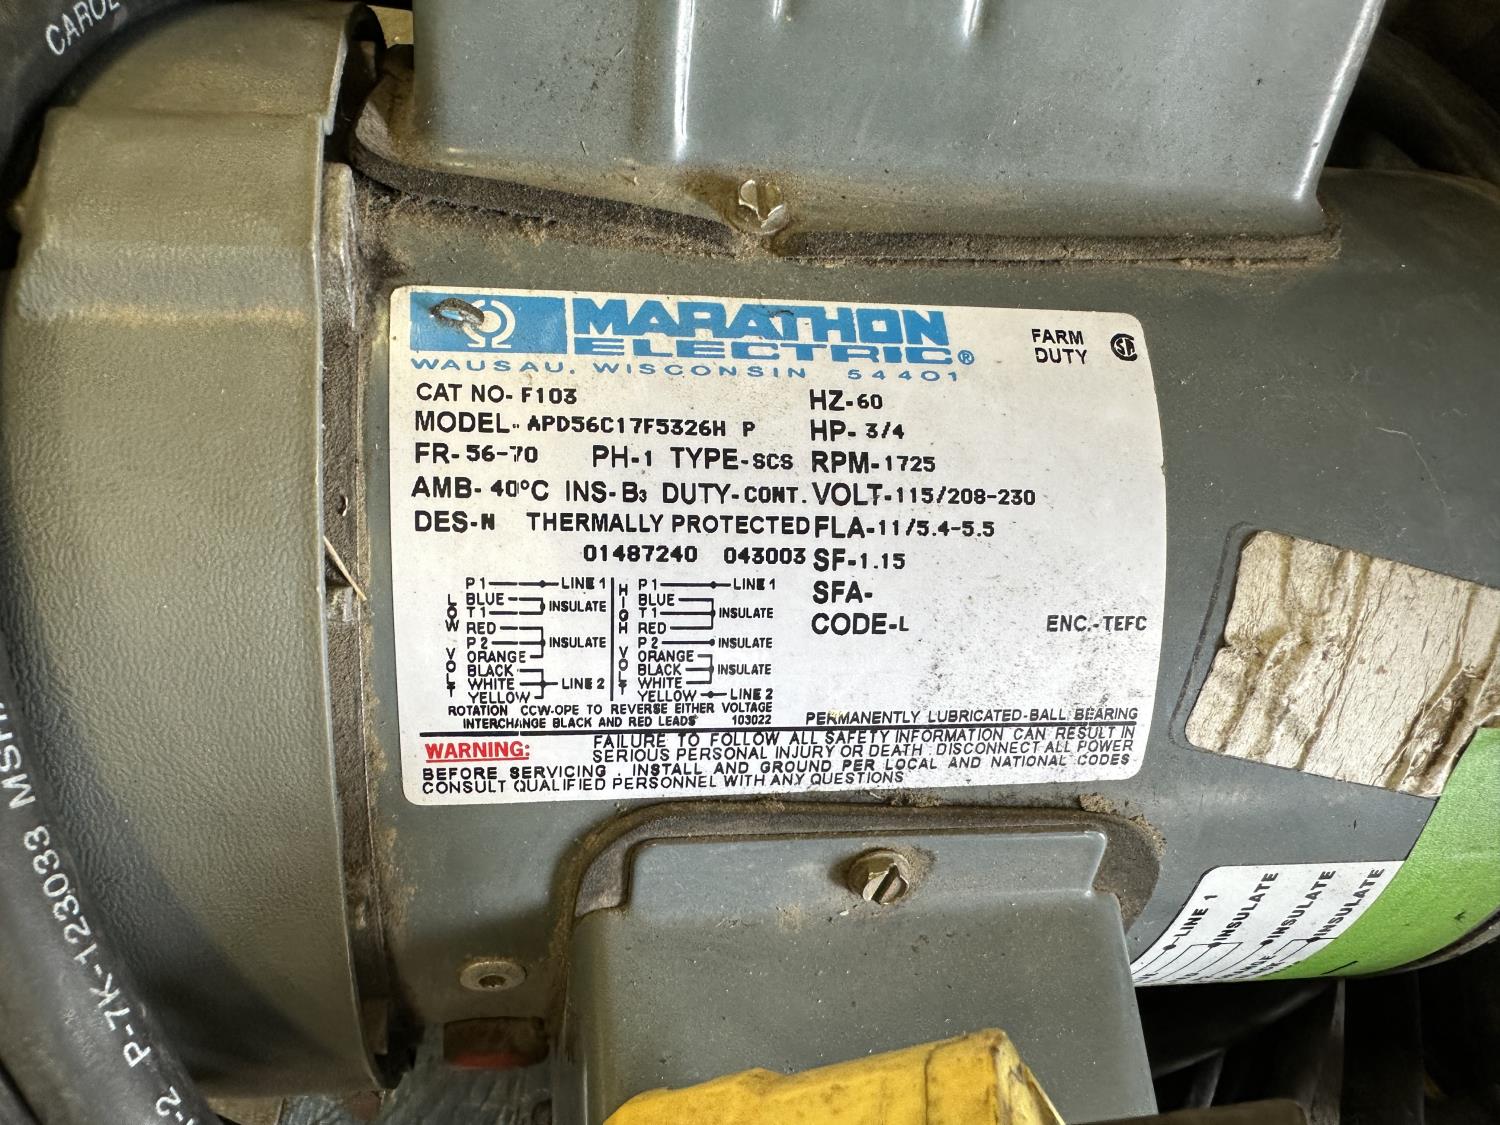 CAROL
MARATHON
ELECTRIC®
WAUSAU, WISCONSIN 54401
FARM
DUTY
CAT NO- F103
MODEL- APD56C17F5326H P
FR- 56-70 PH-1 TYPE-SCS
AMB- 40°C INS-B3 DUTY-CONT.
DES-N THERMALLY PROTECTED
01487240 043003
HZ-60
HP- 3/4
RPM-1725
VOLT-115/208-230
FLA-11/5.4-5.5
SF-1.15
SFA-
CODE-L
ENC.-TEFC
LOW VOLT
P1 LINE 1
BLUE
T1 INSULATE
RED
P2 INSULATE
ORANGE
BLACK
WHITE LINE 2
YELLOW
HIGH VOLT
P1 LINE 1
BLUE
T1 INSULATE
RED
P2 INSULATE
ORANGE
BLACK INSULATE
WHITE
YELLOW LINE 2
ROTATION CCW-OPE TO REVERSE EITHER VOLTAGE
INTERCHANGE BLACK AND RED LEADS 103022
PERMANENTLY LUBRICATED-BALL BEARING
WARNING: FAILURE TO FOLLOW ALL SAFETY INFORMATION CAN RESULT IN
SERIOUS PERSONAL INJURY OR DEATH. DISCONNECT ALL POWER
BEFORE SERVICING. INSTALL AND GROUND PER LOCAL AND NATIONAL CODES
CONSULT QUALIFIED PERSONNEL WITH ANY QUESTIONS
LINE 1
INSULATE
INSULATE
INSULATE
P-7K-123033 MSH